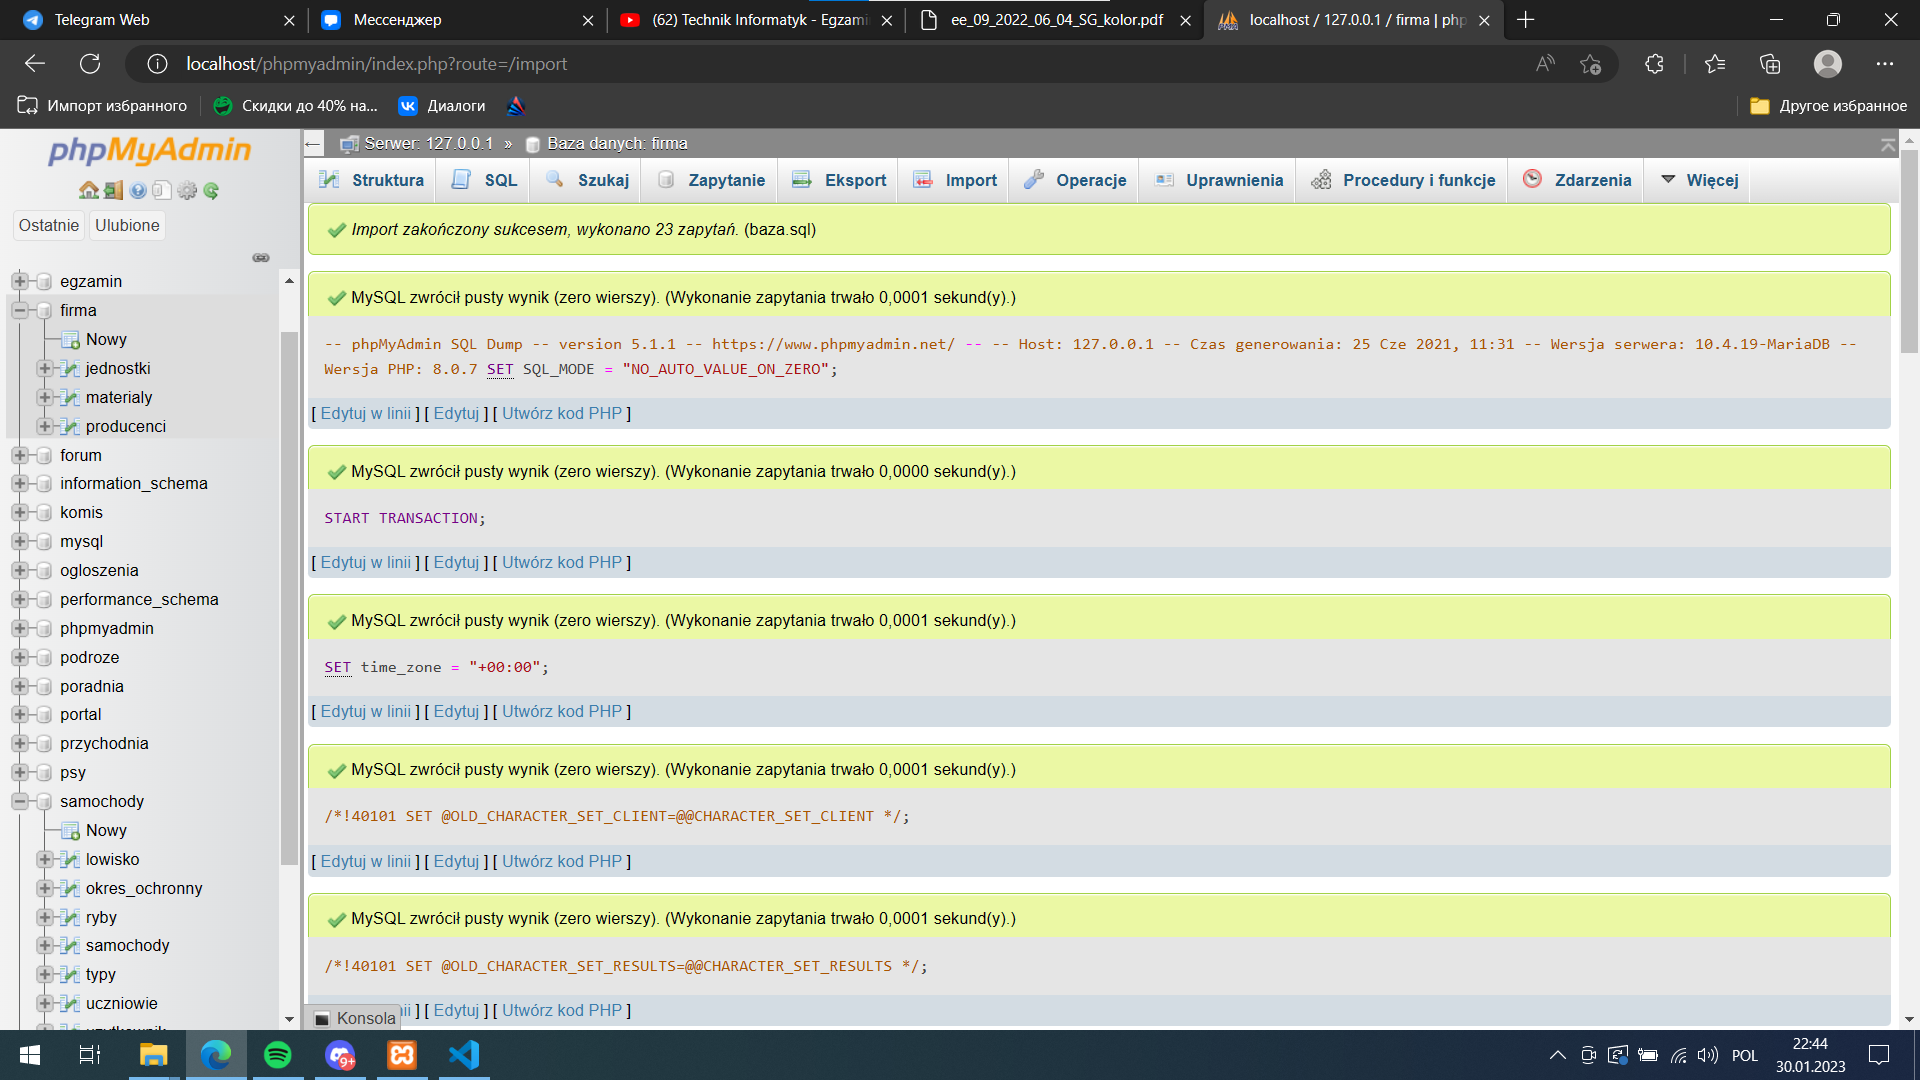 Telegram Web
Мессенджер
(62) Technik Informatyk - Egzami
ee_09_2022_06_04_SG_kolor.pdf
localhost / 127.0.0.1 / firma | php
localhost/phpmyadmin/index.php?route=/import
Импорт избранного
Скидки до 40% на...
Диалоги
Другое избранное
phpMyAdmin
Ostatnie
Ulubione
egzamin
firma
Nowy
jednostki
materialy
producenci
forum
information_schema
komis
mysql
ogloszenia
performance_schema
phpmyadmin
podroze
poradnia
portal
przychodnia
psy
samochody
Nowy
lowisko
okres_ochronny
ryby
samochody
typy
uczniowie
Serwer: 127.0.0.1 » Baza danych: firma
Struktura
SQL
Szukaj
Zapytanie
Eksport
Import
Operacje
Uprawnienia
Procedury i funkcje
Zdarzenia
Więcej
Import zakończony sukcesem, wykonano 23 zapytań. (baza.sql)
MySQL zwrócił pusty wynik (zero wierszy). (Wykonanie zapytania trwało 0,0001 sekund(y).)
-- phpMyAdmin SQL Dump -- version 5.1.1 -- https://www.phpmyadmin.net/ -- -- Host: 127.0.0.1 -- Czas generowania: 25 Cze 2021, 11:31 -- Wersja serwera: 10.4.19-MariaDB --
Wersja PHP: 8.0.7 SET SQL_MODE = "NO_AUTO_VALUE_ON_ZERO";
[ Edytuj w linii ] [ Edytuj ] [ Utwórz kod PHP ]
MySQL zwrócił pusty wynik (zero wierszy). (Wykonanie zapytania trwało 0,0000 sekund(y).)
START TRANSACTION;
[ Edytuj w linii ] [ Edytuj ] [ Utwórz kod PHP ]
MySQL zwrócił pusty wynik (zero wierszy). (Wykonanie zapytania trwało 0,0001 sekund(y).)
SET time_zone = "+00:00";
[ Edytuj w linii ] [ Edytuj ] [ Utwórz kod PHP ]
MySQL zwrócił pusty wynik (zero wierszy). (Wykonanie zapytania trwało 0,0001 sekund(y).)
/*!40101 SET @OLD_CHARACTER_SET_CLIENT=@@CHARACTER_SET_CLIENT */;
[ Edytuj w linii ] [ Edytuj ] [ Utwórz kod PHP ]
MySQL zwrócił pusty wynik (zero wierszy). (Wykonanie zapytania trwało 0,0001 sekund(y).)
/*!40101 SET @OLD_CHARACTER_SET_RESULTS=@@CHARACTER_SET_RESULTS */;
] [ Edytuj ] [ Utwórz kod PHP ]
Konsola
9+
POL
22:44
30.01.2023